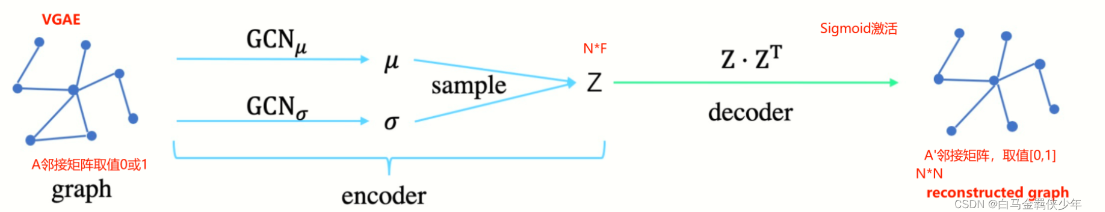 VGAE
Sigmoid激活
GCNμ
μ
N*F
Z · Zᵀ
sample
Z
GCNσ
σ
decoder
A邻接矩阵取值0或1
A'邻接矩阵，取值[0,1]
N*N
graph
encoder
reconstructed graph
CSDN @白马金羁侠少年